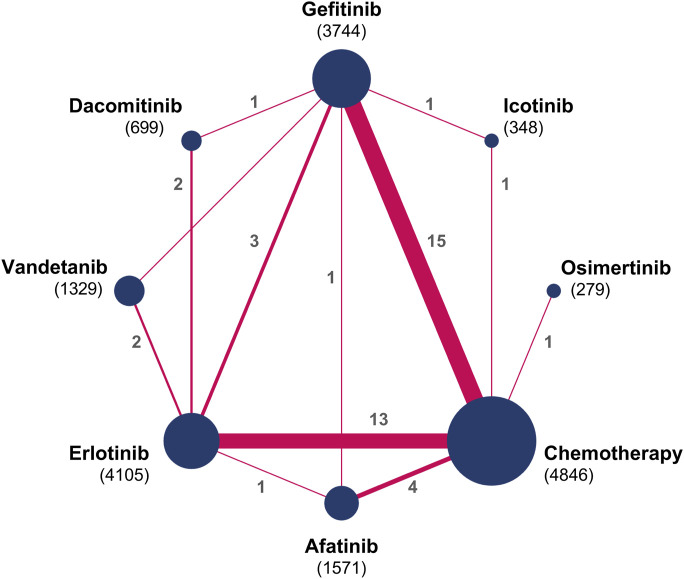 Gefitinib
(3744)
Dacomitinib
(699)
1
1
Icotinib
(348)
2
1
3
15
Vandetanib
(1329)
1
Osimertinib
(279)
2
1
13
Erlotinib
(4105)
Chemotherapy
(4846)
1
4
Afatinib
(1571)